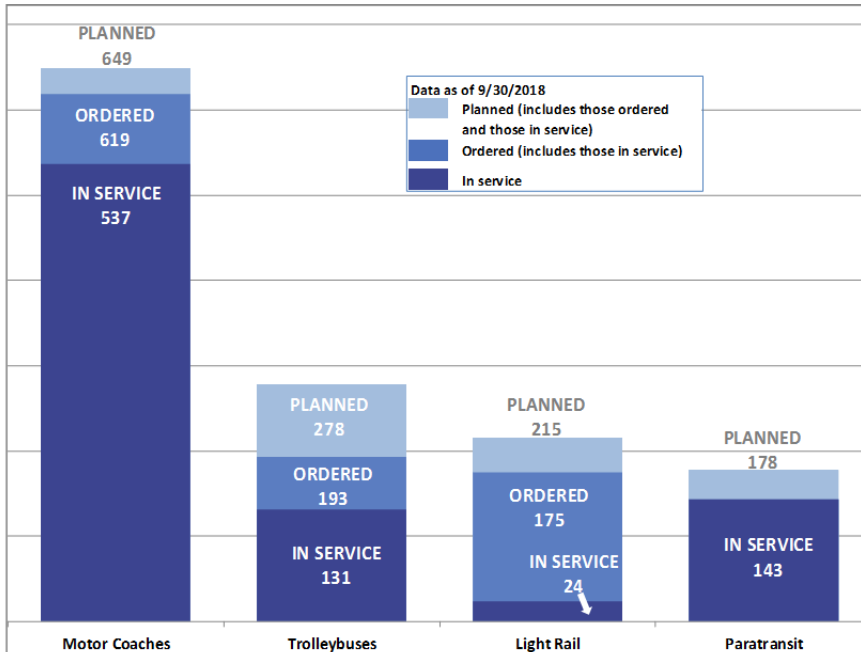 PLANNED
649
ORDERED
619
IN SERVICE
537
Data as of 9/30/2018
Planned (includes those ordered
and those in service)
Ordered (includes those in service)
In service
PLANNED
278
ORDERED
193
IN SERVICE
131
PLANNED
215
ORDERED
175
IN SERVICE
24
PLANNED
178
IN SERVICE
143
Motor Coaches
Trolleybuses
Light Rail
Paratransit